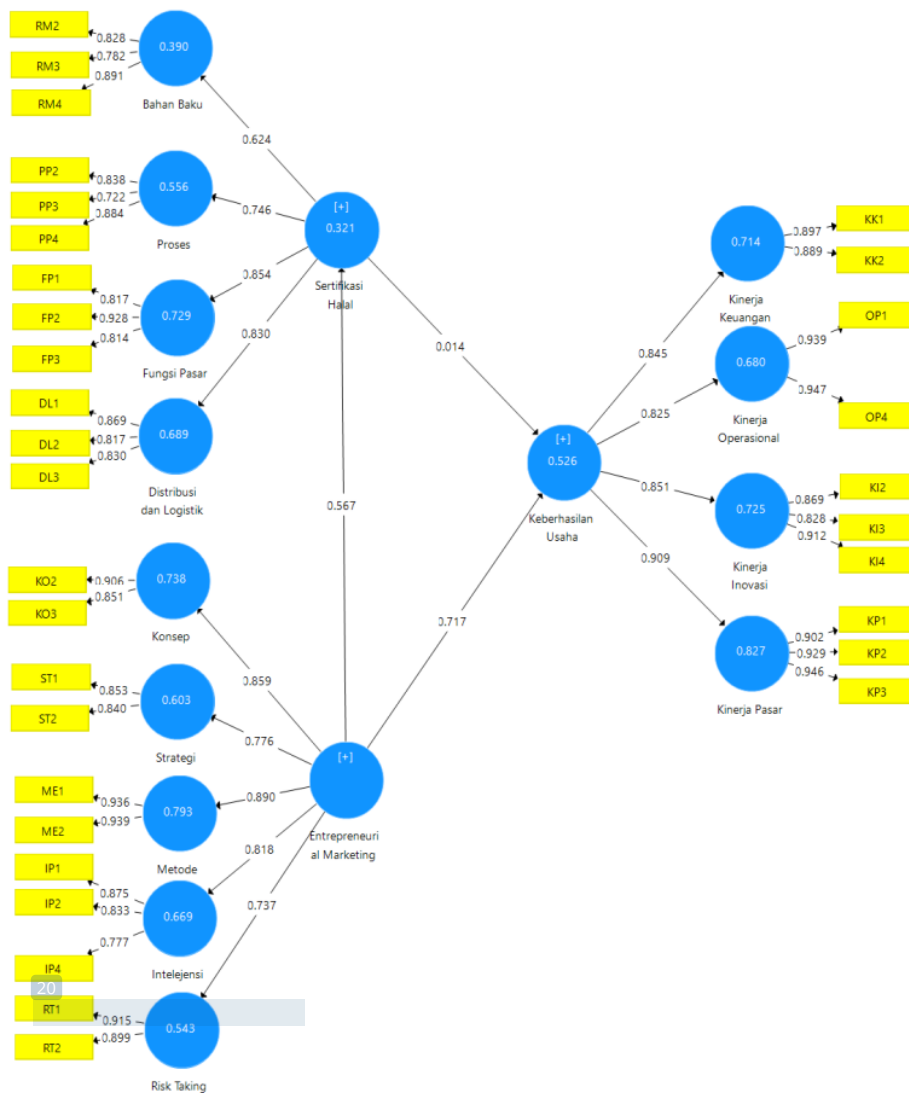 RM2
0.828
RM3
0.782
0.891
RM4
0.390
Bahan Baku
0.624
PP2
0.838
PP3
0.722
0.884
PP4
0.556
Proses
0.746
[+]
0.321
Sertifikasi
Halal
FP1
0.817
FP2
0.928
0.814
FP3
0.729
Fungsi Pasar
0.854
DL1
0.869
DL2
0.817
0.830
DL3
0.689
Distribusi
dan Logistik
0.830
0.014
0.567
KO2
0.906
0.851
KO3
0.738
Konsep
0.859
ST1
0.853
0.840
ST2
0.603
Strategi
0.776
[+]
Entrepreneuri
al Marketing
0.717
ME1
0.936
0.939
ME2
0.793
Metode
0.890
IP1
0.875
IP2
0.833
0.777
IP4
0.669
Intelejensi
0.818
20
RT1
0.915
0.899
RT2
0.543
Risk Taking
0.737
[+]
0.526
Keberhasilan
Usaha
0.714
Kinerja
Keuangan
0.845
0.897
KK1
0.889
KK2
0.680
Kinerja
Operasional
0.825
0.939
OP1
0.947
OP4
0.725
Kinerja
Inovasi
0.851
0.869
KI2
0.828
KI3
0.912
KI4
0.827
Kinerja Pasar
0.909
0.902
KP1
0.929
KP2
0.946
KP3